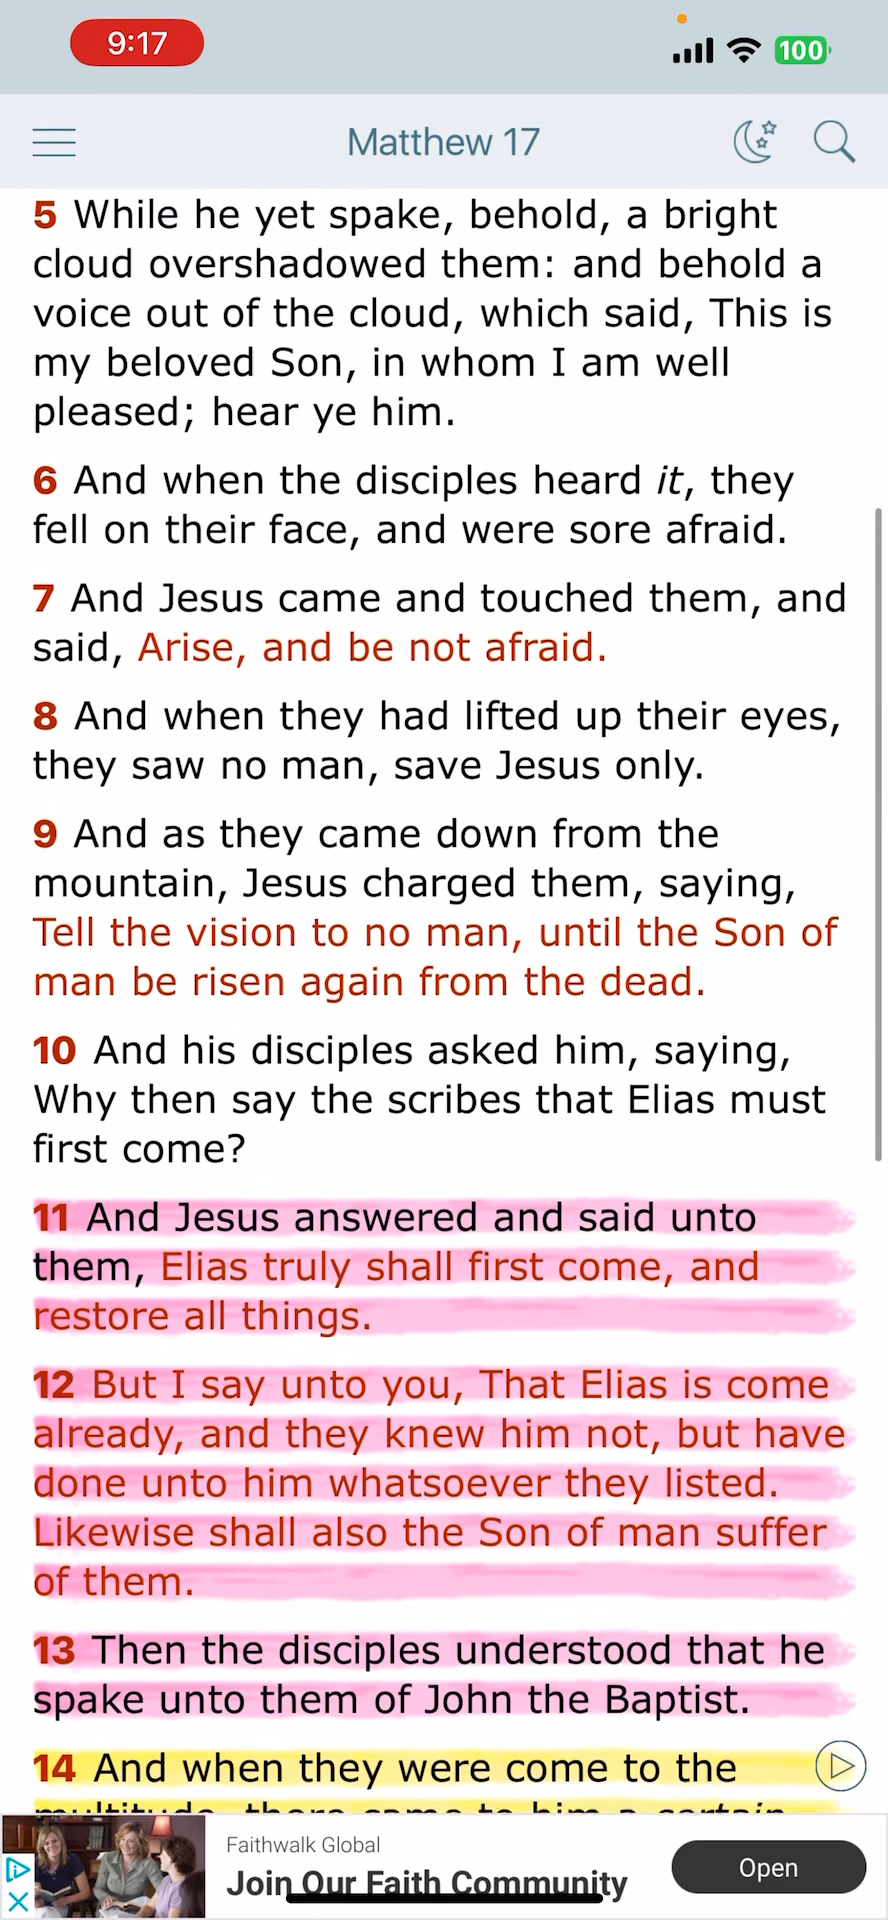 9:17
100
Matthew 17
5 While he yet spake, behold, a bright
cloud overshadowed them: and behold a
voice out of the cloud, which said, This is
my beloved Son, in whom I am well
pleased; hear ye him.
6 And when the disciples heard it, they
fell on their face, and were sore afraid.
7 And Jesus came and touched them, and
said, Arise, and be not afraid.
8 And when they had lifted up their eyes,
they saw no man, save Jesus only.
9 And as they came down from the
mountain, Jesus charged them, saying,
Tell the vision to no man, until the Son of
man be risen again from the dead.
10 And his disciples asked him, saying,
Why then say the scribes that Elias must
first come?
11 And Jesus answered and said unto
them, Elias truly shall first come, and
restore all things.
12 But I say unto you, That Elias is come
already, and they knew him not, but have
done unto him whatsoever they listed.
Likewise shall also the Son of man suffer
of them.
13 Then the disciples understood that he
spake unto them of John the Baptist.
14 And when they were come to the
multitude, there came to him a certain
Faithwalk Global
Join Our Faith Community
Open